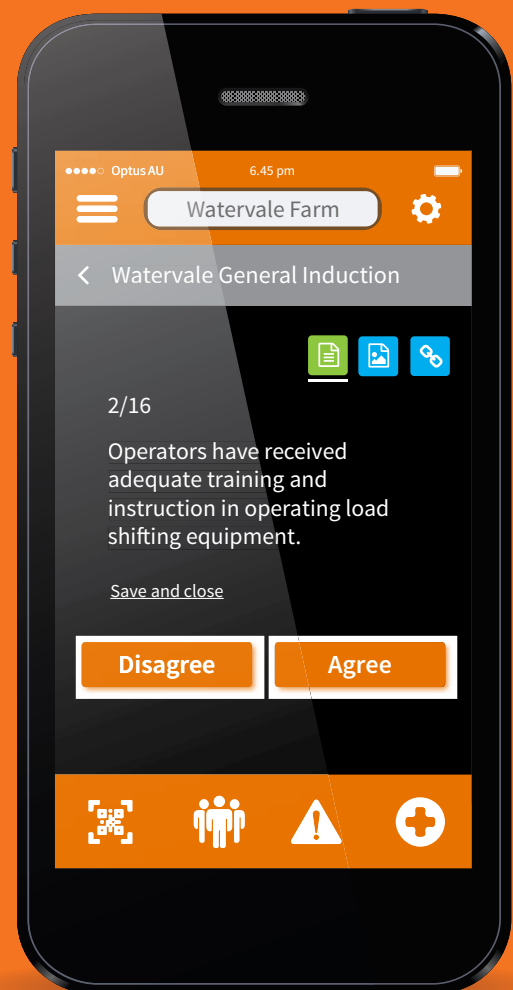 Optus AU
6.45 pm
Watervale Farm
Watervale General Induction
2/16
Operators have received
adequate training and
instruction in operating load
shifting equipment.
Save and close
Disagree
Agree